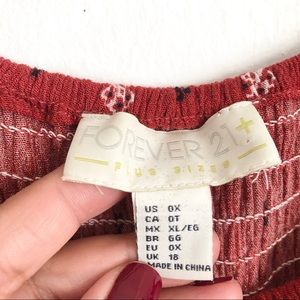 FOREVER 21+
plus sizes
US 0X
CA 0T
MX XL/EG
BR GG
EU 0X
UK 18
MADE IN CHINA